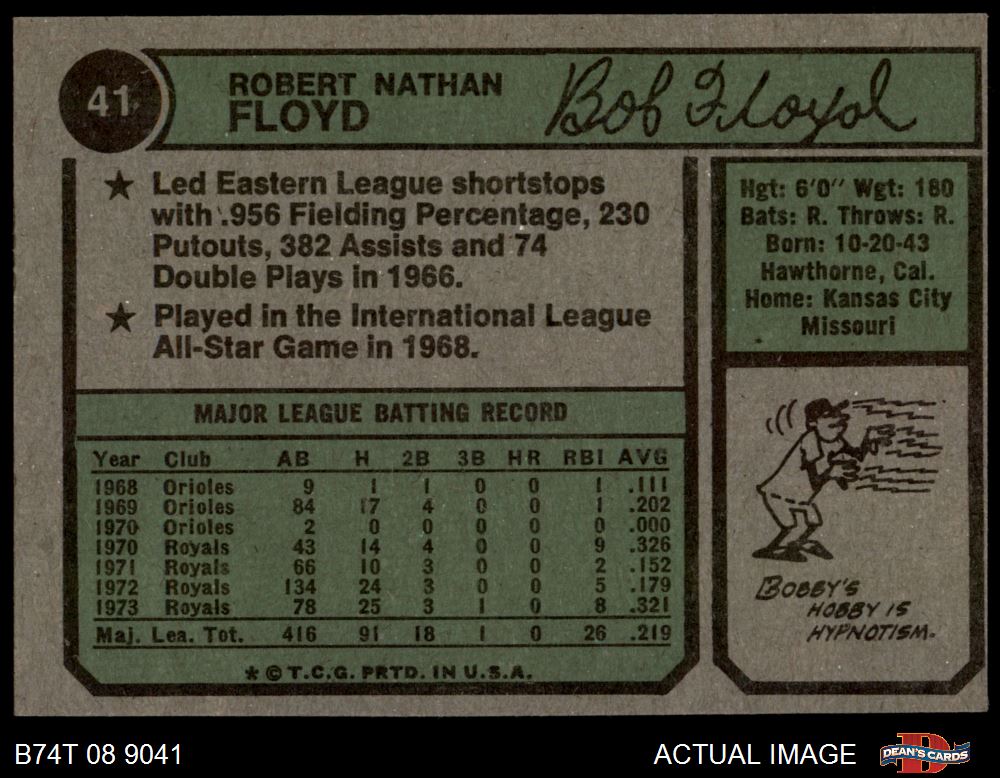 41
ROBERT NATHAN
FLOYD
Bob Floyd
★ Led Eastern League shortstops
with .956 Fielding Percentage, 230
Putouts, 382 Assists and 74
Double Plays in 1966.
★ Played in the International League
All-Star Game in 1968.
Hgt: 6'0" Wgt: 180
Bats: R. Throws: R.
Born: 10-20-43
Hawthorne, Cal.
Home: Kansas City
Missouri
MAJOR LEAGUE BATTING RECORD
Year Club AB H 2B 3B HR RBI AVG
1968 Orioles 9 1 1 0 0 1 .111
1969 Orioles 84 17 4 0 0 1 .202
1970 Orioles 2 0 0 0 0 0 .000
1970 Royals 43 14 4 0 0 9 .326
1971 Royals 66 10 3 0 0 2 .152
1972 Royals 134 24 3 0 0 5 .179
1973 Royals 78 25 3 1 0 8 .321
Maj. Lea. Tot. 416 91 18 1 0 26 .219
* © T.C.G. PRTD. IN U.S.A.
BOBBY'S
HOBBY IS
HYPNOTISM.
B74T 08 9041
ACTUAL IMAGE
DEAN'S CARDS